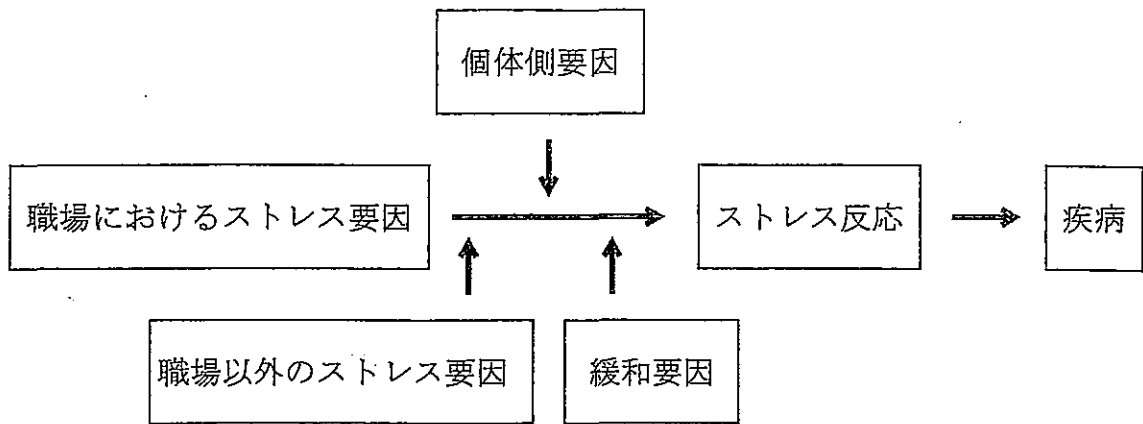 個体側要因
職場におけるストレス要因
ストレス反応
疾病
職場以外のストレス要因
緩和要因